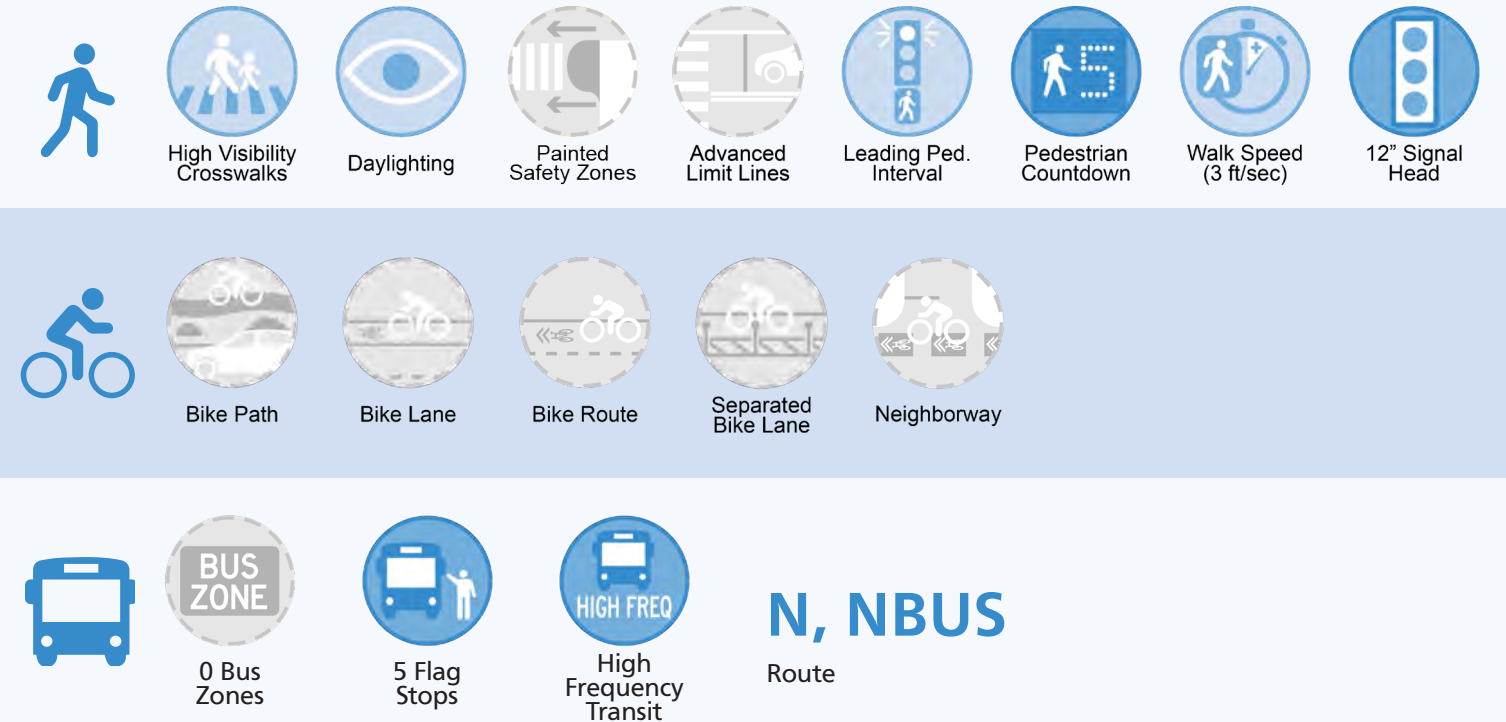 5
High Visibility
Crosswalks
Daylighting
Painted
Safety Zones
Advanced
Limit Lines
Leading Ped.
Interval
Pedestrian
Countdown
Walk Speed
(3 ft/sec)
12” Signal
Head
Bike Path
Bike Lane
Bike Route
Separated
Bike Lane
Neighborway
BUS
ZONE
0 Bus
Zones
5 Flag
Stops
HIGH FREQ
High
Frequency
Transit
N, NBUS
Route